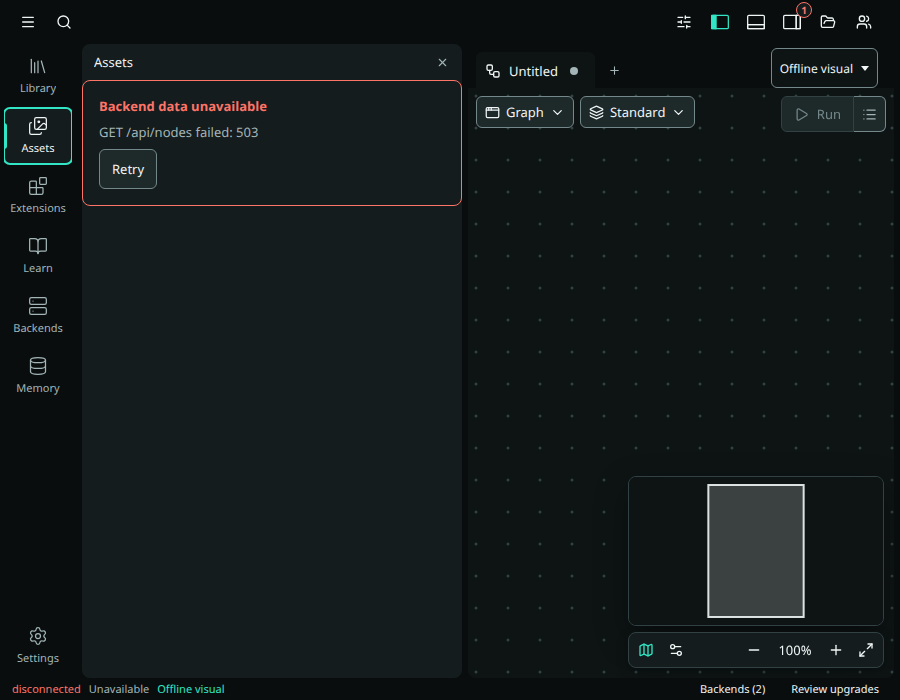 1
Library
Assets
Extensions
Learn
Backends
Memory
Settings
Assets
Backend data unavailable
GET /api/nodes failed: 503
Retry
Untitled
Offline visual
Graph
Standard
Run
100%
disconnected Unavailable Offline visual
Backends (2) Review upgrades